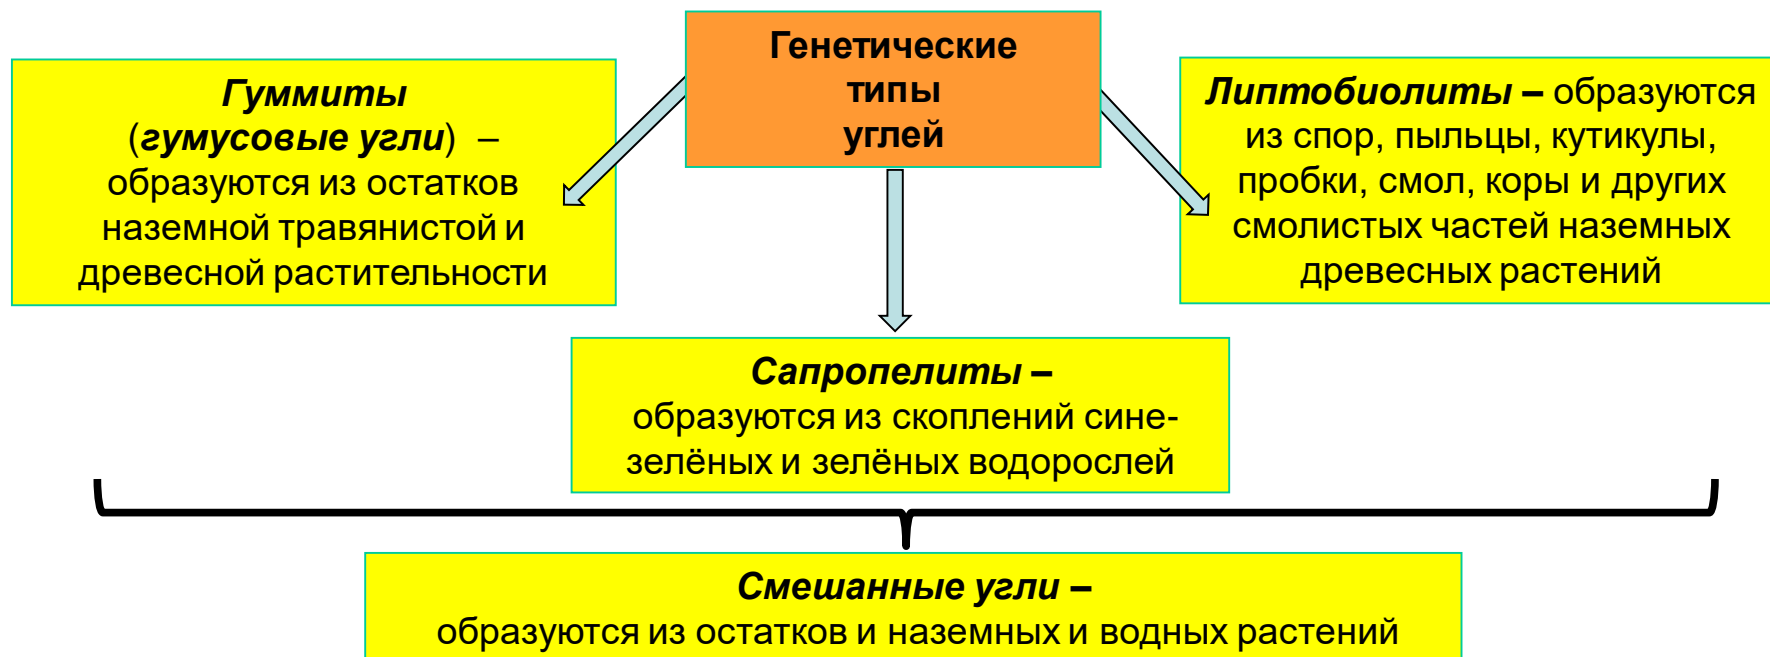 Генетические
типы
углей
Гуммиты
(гумусовые угли) –
образуются из остатков
наземной травянистой и
древесной растительности
Липтобиолиты – образуются
из спор, пыльцы, кутикулы,
пробки, смол, коры и других
смолистых частей наземных
древесных растений
Сапропелиты –
образуются из скоплений сине-
зелёных и зелёных водорослей
Смешанные угли –
образуются из остатков и наземных и водных растений